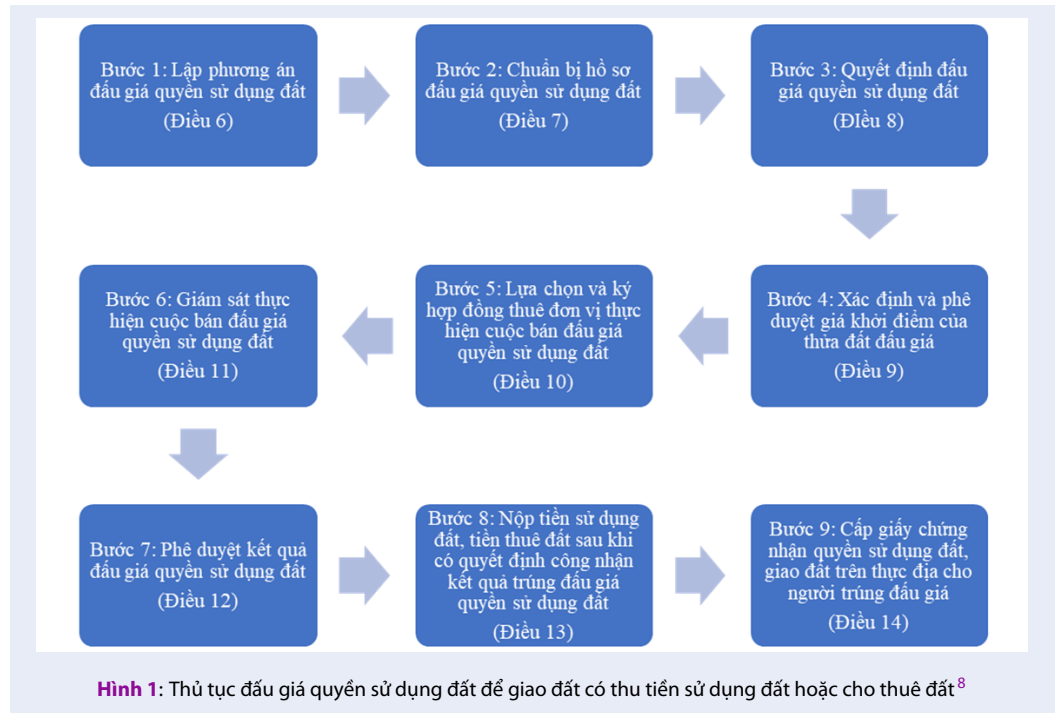 Bước 1: Lập phương án
đấu giá quyền sử dụng đất
(Điều 6)
Bước 2: Chuẩn bị hồ sơ
đấu giá quyền sử dụng đất
(Điều 7)
Bước 3: Quyết định đấu
giá quyền sử dụng đất
(ĐIều 8)
Bước 4: Xác định và phê
duyệt giá khởi điểm của
thửa đất đấu giá
(Điều 9)
Bước 5: Lựa chọn và ký
hợp đồng thuê đơn vị thực
hiện cuộc bán đấu giá
quyền sử dụng đất
(Điều 10)
Bước 6: Giám sát thực
hiện cuộc bán đấu giá
quyền sử dụng đất
(Điều 11)
Bước 7: Phê duyệt kết quả
đấu giá quyền sử dụng đất
(Điều 12)
Bước 8: Nộp tiền sử dụng
đất, tiền thuê đất sau khi
có quyết định công nhận
kết quả trúng đấu giá
quyền sử dụng đất
(Điều 13)
Bước 9: Cấp giấy chứng
nhận quyền sử dụng đất,
giao đất trên thực địa cho
người trúng đấu giá
(Điều 14)
Hình 1: Thủ tục đấu giá quyền sử dụng đất để giao đất có thu tiền sử dụng đất hoặc cho thuê đất 8